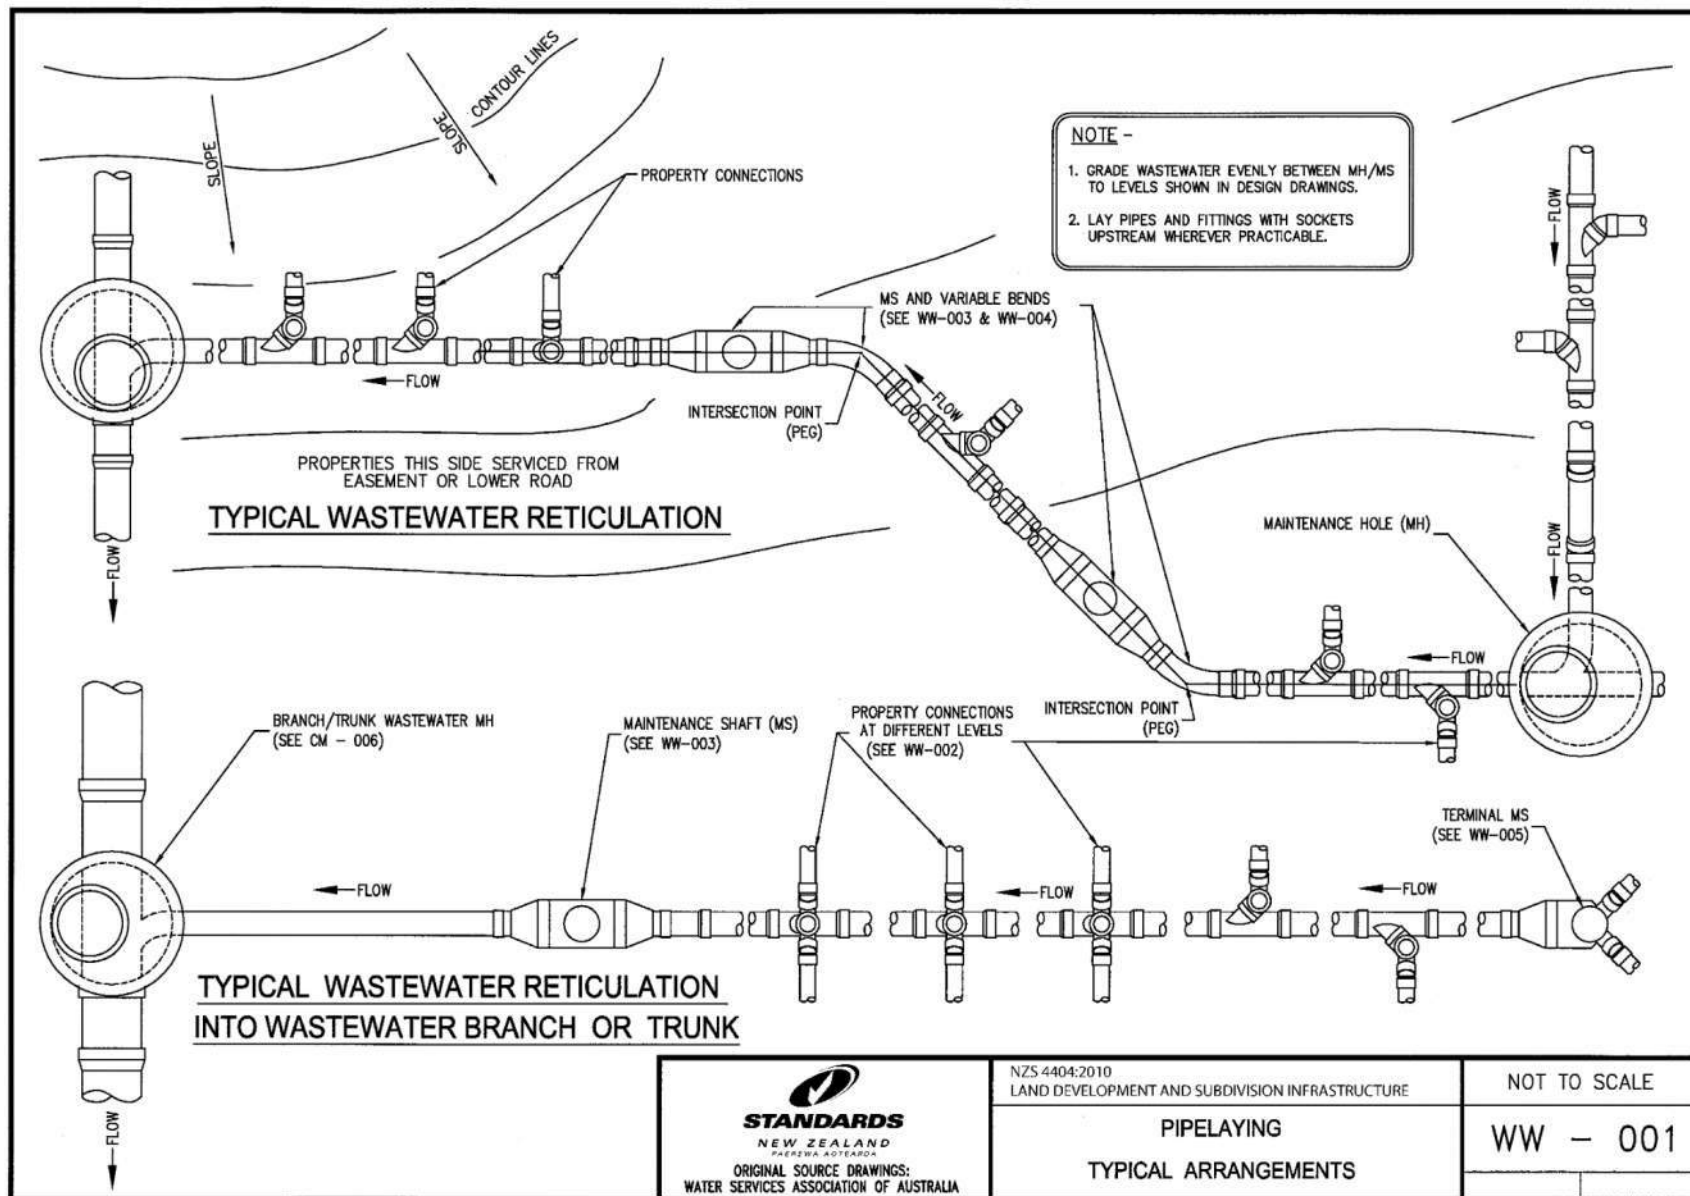 CONTOUR LINES
SLOPE
SLOPE
PROPERTY CONNECTIONS
NOTE -
1. GRADE WASTEWATER EVENLY BETWEEN MH/MS
TO LEVELS SHOWN IN DESIGN DRAWINGS.
2. LAY PIPES AND FITTINGS WITH SOCKETS
UPSTREAM WHEREVER PRACTICABLE.
FLOW
MS AND VARIABLE BENDS
(SEE WW-003 & WW-004)
FLOW
FLOW
INTERSECTION POINT
(PEG)
PROPERTIES THIS SIDE SERVICED FROM
EASEMENT OR LOWER ROAD
TYPICAL WASTEWATER RETICULATION
FLOW
MAINTENANCE HOLE (MH)
FLOW
FLOW
INTERSECTION POINT
(PEG)
BRANCH/TRUNK WASTEWATER MH
(SEE CM - 006)
MAINTENANCE SHAFT (MS)
(SEE WW-003)
PROPERTY CONNECTIONS
AT DIFFERENT LEVELS
(SEE WW-002)
TERMINAL MS
(SEE WW-005)
FLOW
FLOW
FLOW
TYPICAL WASTEWATER RETICULATION
INTO WASTEWATER BRANCH OR TRUNK
FLOW
STANDARDS
NEW ZEALAND
PAEREWA AOTEAROA
ORIGINAL SOURCE DRAWINGS:
WATER SERVICES ASSOCIATION OF AUSTRALIA
NZS 4404:2010
LAND DEVELOPMENT AND SUBDIVISION INFRASTRUCTURE
PIPELAYING
TYPICAL ARRANGEMENTS
NOT TO SCALE
WW - 001